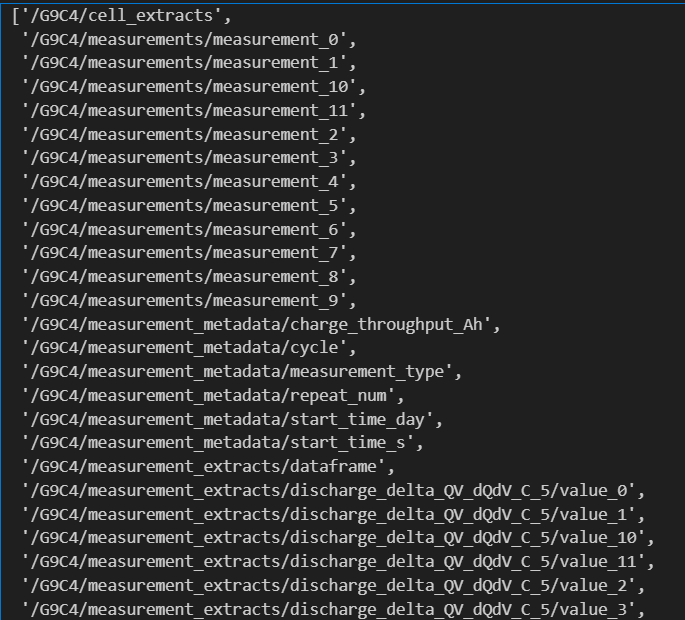 ['/G9C4/cell_extracts',
'/G9C4/measurements/measurement_0',
'/G9C4/measurements/measurement_1',
'/G9C4/measurements/measurement_10',
'/G9C4/measurements/measurement_11',
'/G9C4/measurements/measurement_2',
'/G9C4/measurements/measurement_3',
'/G9C4/measurements/measurement_4',
'/G9C4/measurements/measurement_5',
'/G9C4/measurements/measurement_6',
'/G9C4/measurements/measurement_7',
'/G9C4/measurements/measurement_8',
'/G9C4/measurements/measurement_9',
'/G9C4/measurement_metadata/charge_throughput_Ah',
'/G9C4/measurement_metadata/cycle',
'/G9C4/measurement_metadata/measurement_type',
'/G9C4/measurement_metadata/repeat_num',
'/G9C4/measurement_metadata/start_time_day',
'/G9C4/measurement_metadata/start_time_s',
'/G9C4/measurement_extracts/dataframe',
'/G9C4/measurement_extracts/discharge_delta_QV_dQdV_C_5/value_0',
'/G9C4/measurement_extracts/discharge_delta_QV_dQdV_C_5/value_1',
'/G9C4/measurement_extracts/discharge_delta_QV_dQdV_C_5/value_10',
'/G9C4/measurement_extracts/discharge_delta_QV_dQdV_C_5/value_11',
'/G9C4/measurement_extracts/discharge_delta_QV_dQdV_C_5/value_2',
'/G9C4/measurement_extracts/discharge_delta_QV_dQdV_C_5/value_3',